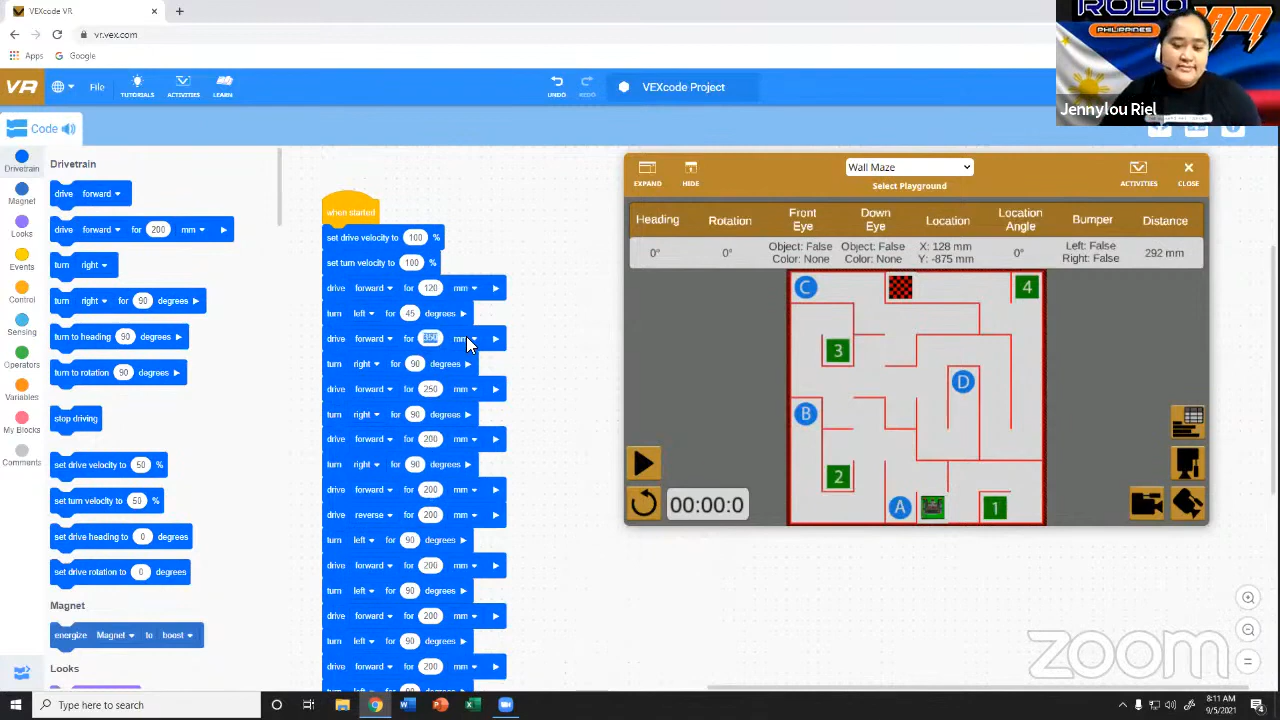 VEXcode VR
vr.vex.com
Apps
Google
VR
File
TUTORIALS
ACTIVITIES
LEARN
UNDO
REDO
VEXcode Project
ROBO
PHILIPPINES
Jennylou Riel
Code
Drivetrain
Magnet
Looks
Events
Control
Sensing
Operators
Variables
My Blocks
Comments
Drivetrain
drive forward
drive forward for 200 mm
turn right
turn right for 90 degrees
turn to heading 90 degrees
turn to rotation 90 degrees
stop driving
set drive velocity to 50 %
set turn velocity to 50 %
set drive heading to 0 degrees
set drive rotation to 0 degrees
Magnet
energize Magnet to boost
Looks
when started
set drive velocity to 100 %
set turn velocity to 100 %
drive forward for 120 mm
turn left for 45 degrees
drive forward for mm
turn right for 90 degrees
drive forward for 250 mm
turn right for 90 degrees
drive forward for 200 mm
turn right for 90 degrees
drive forward for 200 mm
drive reverse for 200 mm
turn left for 90 degrees
drive forward for 200 mm
turn left for 90 degrees
drive forward for 200 mm
turn left for 90 degrees
drive forward for 200 mm
EXPAND
HIDE
Wall Maze
Select Playground
ACTIVITIES
CLOSE
Heading
Rotation
Front Eye
Down Eye
Location
Location Angle
Bumper
Distance
0°
0°
Object: False
Color: None
Object: False
Color: None
X: 128 mm
Y: -875 mm
0°
Left: False
Right: False
292 mm
C
4
3
D
B
2
A
1
00:00:0
zoom
Type here to search
8:11 AM
9/5/2021
4